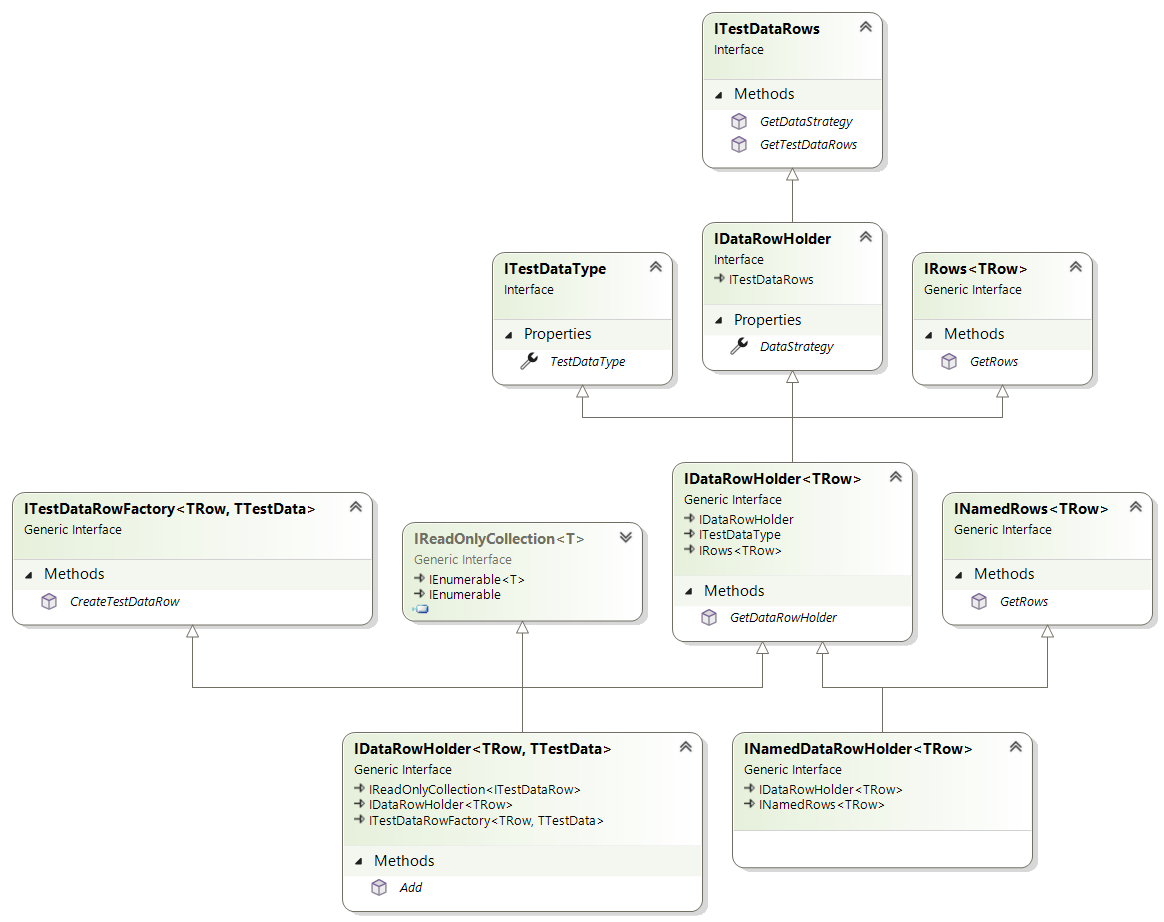 ITestDataRows
Interface
Methods
GetDataStrategy
GetTestDataRows
ITestDataType
Interface
Properties
TestDataType
IDataRowHolder
Interface
ITestDataRows
Properties
DataStrategy
IRows<TRow>
Generic Interface
Methods
GetRows
ITestDataRowFactory<TRow, TTestData>
Generic Interface
Methods
CreateTestDataRow
IReadOnlyCollection<T>
Generic Interface
IEnumerable<T>
IEnumerable
IDataRowHolder<TRow>
Generic Interface
IDataRowHolder
ITestDataType
IRows<TRow>
Methods
GetDataRowHolder
INamedRows<TRow>
Generic Interface
Methods
GetRows
IDataRowHolder<TRow, TTestData>
Generic Interface
IReadOnlyCollection<ITestDataRow>
IDataRowHolder<TRow>
ITestDataRowFactory<TRow, TTestData>
Methods
Add
INamedDataRowHolder<TRow>
Generic Interface
IDataRowHolder<TRow>
INamedRows<TRow>